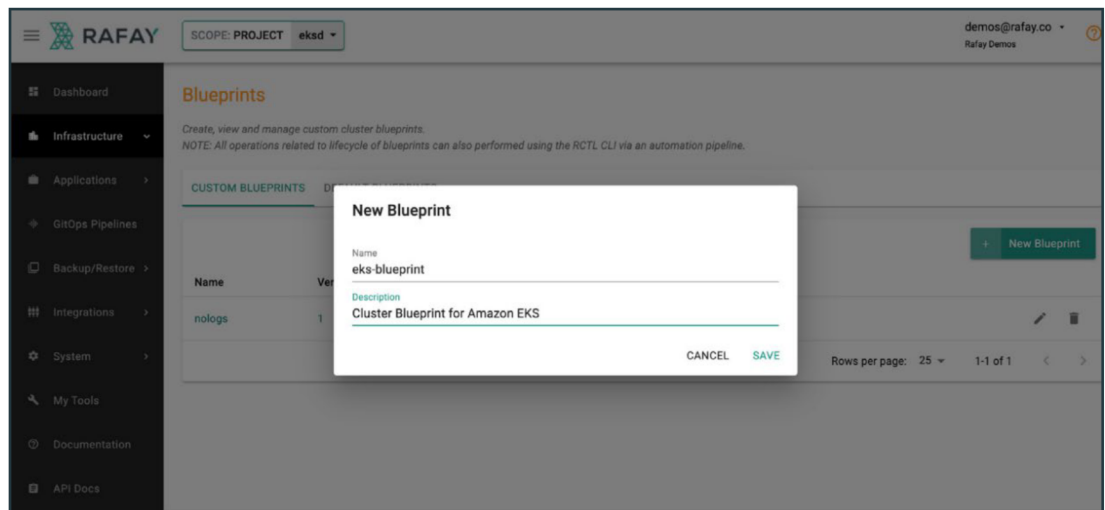 RAFAY
SCOPE: PROJECT eksd
demos@rafay.co
Rafay Demos
Dashboard
Infrastructure
Applications
GitOps Pipelines
Backup/Restore
Integrations
System
My Tools
Documentation
API Docs
Blueprints
Create, view and manage custom cluster blueprints.
NOTE: All operations related to lifecycle of blueprints can also performed using the RCTL CLI via an automation pipeline.
CUSTOM BLUEPRINTS
+ New Blueprint
Name
nologs 1
Rows per page: 25 1-1 of 1
New Blueprint
Name
eks-blueprint
Description
Cluster Blueprint for Amazon EKS
CANCEL SAVE